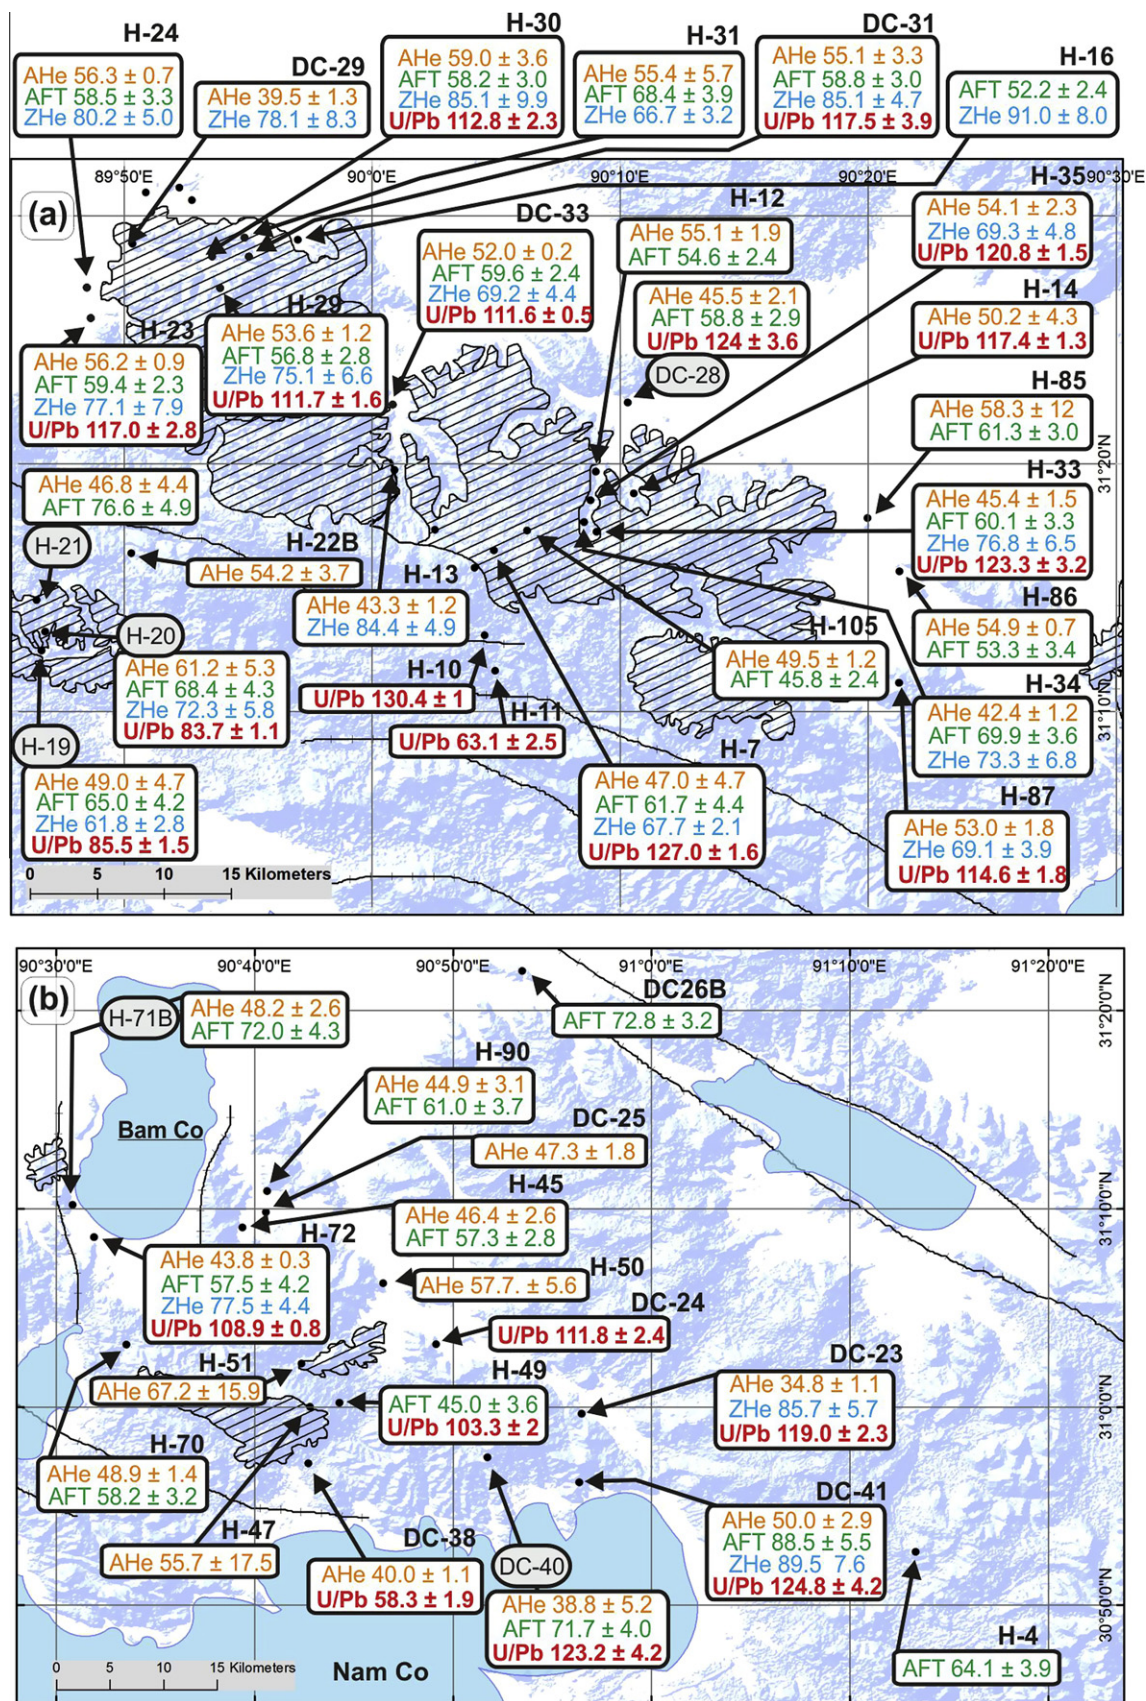 H-24
AHe 56.3 ± 0.7
AFT 58.5 ± 3.3
ZHe 80.2 ± 5.0
DC-29
AHe 39.5 ± 1.3
ZHe 78.1 ± 8.3
H-30
AHe 59.0 ± 3.6
AFT 58.2 ± 3.0
ZHe 85.1 ± 9.9
U/Pb 112.8 ± 2.3
H-31
AHe 55.4 ± 5.7
AFT 68.4 ± 3.9
ZHe 66.7 ± 3.2
DC-31
AHe 55.1 ± 3.3
AFT 58.8 ± 3.0
ZHe 85.1 ± 4.7
U/Pb 117.5 ± 3.9
H-16
AFT 52.2 ± 2.4
ZHe 91.0 ± 8.0
89°50'E
90°0'E
90°10'E
90°20'E
90°30'E
(a)
H-35
AHe 54.1 ± 2.3
ZHe 69.3 ± 4.8
U/Pb 120.8 ± 1.5
DC-33
AHe 52.0 ± 0.2
AFT 59.6 ± 2.4
ZHe 69.2 ± 4.4
U/Pb 111.6 ± 0.5
H-12
AHe 55.1 ± 1.9
AFT 54.6 ± 2.4
AHe 45.5 ± 2.1
AFT 58.8 ± 2.9
U/Pb 124 ± 3.6
DC-28
H-14
AHe 50.2 ± 4.3
U/Pb 117.4 ± 1.3
H-29
AHe 53.6 ± 1.2
AFT 56.8 ± 2.8
ZHe 75.1 ± 6.6
U/Pb 111.7 ± 1.6
H-23
AHe 56.2 ± 0.9
AFT 59.4 ± 2.3
ZHe 77.1 ± 7.9
U/Pb 117.0 ± 2.8
H-85
AHe 58.3 ± 12
AFT 61.3 ± 3.0
31°20'N
AHe 46.8 ± 4.4
AFT 76.6 ± 4.9
H-21
H-33
AHe 45.4 ± 1.5
AFT 60.1 ± 3.3
ZHe 76.8 ± 6.5
U/Pb 123.3 ± 3.2
H-22B
AHe 54.2 ± 3.7
H-13
AHe 43.3 ± 1.2
ZHe 84.4 ± 4.9
H-86
AHe 54.9 ± 0.7
AFT 53.3 ± 3.4
H-20
AHe 61.2 ± 5.3
AFT 68.4 ± 4.3
ZHe 72.3 ± 5.8
U/Pb 83.7 ± 1.1
H-105
AHe 49.5 ± 1.2
AFT 45.8 ± 2.4
H-10
U/Pb 130.4 ± 1
H-34
AHe 42.4 ± 1.2
AFT 69.9 ± 3.6
ZHe 73.3 ± 6.8
31°10'N
H-11
U/Pb 63.1 ± 2.5
H-19
AHe 49.0 ± 4.7
AFT 65.0 ± 4.2
ZHe 61.8 ± 2.8
U/Pb 85.5 ± 1.5
H-7
AHe 47.0 ± 4.7
AFT 61.7 ± 4.4
ZHe 67.7 ± 2.1
U/Pb 127.0 ± 1.6
H-87
AHe 53.0 ± 1.8
ZHe 69.1 ± 3.9
U/Pb 114.6 ± 1.8
0 5 10 15 Kilometers
90°30'0"E
90°40'0"E
90°50'0"E
91°0'0"E
91°10'0"E
91°20'0"E
(b)
H-71B
AHe 48.2 ± 2.6
AFT 72.0 ± 4.3
DC26B
AFT 72.8 ± 3.2
31°20'0"N
H-90
AHe 44.9 ± 3.1
AFT 61.0 ± 3.7
Bam Co
DC-25
AHe 47.3 ± 1.8
H-45
AHe 46.4 ± 2.6
AFT 57.3 ± 2.8
31°10'0"N
H-72
AHe 43.8 ± 0.3
AFT 57.5 ± 4.2
ZHe 77.5 ± 4.4
U/Pb 108.9 ± 0.8
H-50
AHe 57.7. ± 5.6
DC-24
U/Pb 111.8 ± 2.4
H-51
AHe 67.2 ± 15.9
H-49
AFT 45.0 ± 3.6
U/Pb 103.3 ± 2
DC-23
AHe 34.8 ± 1.1
ZHe 85.7 ± 5.7
U/Pb 119.0 ± 2.3
31°0'0"N
H-70
AHe 48.9 ± 1.4
AFT 58.2 ± 3.2
DC-41
AHe 50.0 ± 2.9
AFT 88.5 ± 5.5
ZHe 89.5 7.6
U/Pb 124.8 ± 4.2
H-47
AHe 55.7 ± 17.5
DC-38
AHe 40.0 ± 1.1
U/Pb 58.3 ± 1.9
DC-40
AHe 38.8 ± 5.2
AFT 71.7 ± 4.0
U/Pb 123.2 ± 4.2
30°50'0"N
H-4
AFT 64.1 ± 3.9
0 5 10 15 Kilometers
Nam Co